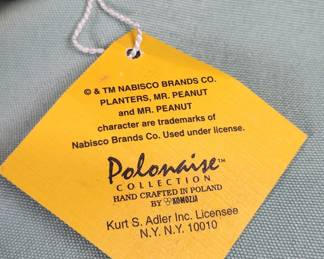 © & TM NABISCO BRANDS CO.
PLANTERS, MR. PEANUT
and MR. PEANUT
character are trademarks of
Nabisco Brands Co. Used under license.
Polonaise™
COLLECTION
HAND CRAFTED IN POLAND
BY KOMOZJA
Kurt S. Adler Inc. Licensee
N.Y. N.Y. 10010